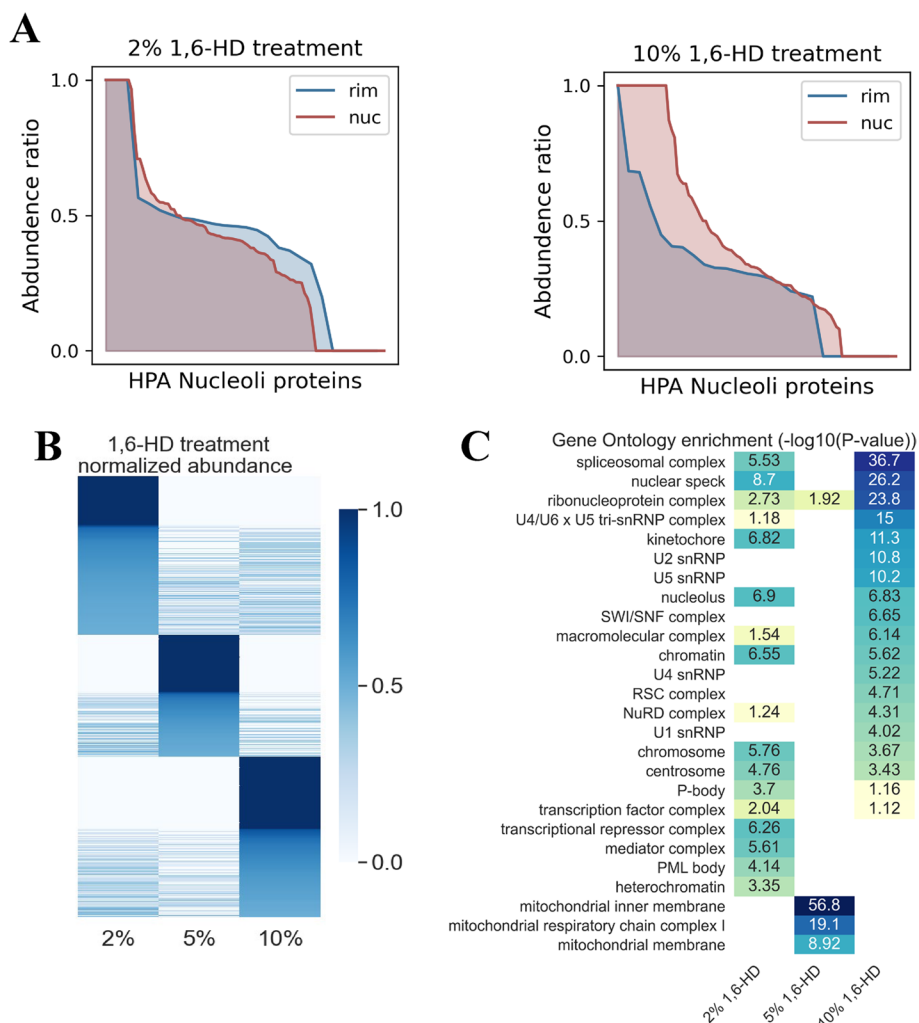 A
2% 1,6-HD treatment
1.0
0.5
0.0
Abdundence ratio
rim
nuc
HPA Nucleoli proteins
10% 1,6-HD treatment
1.0
0.5
0.0
Abdundence ratio
rim
nuc
HPA Nucleoli proteins
B
1,6-HD treatment
normalized abundance
1.0
0.5
0.0
2% 5% 10%
C
Gene Ontology enrichment (-log10(P-value))
spliceosomal complex 5.53 36.7
nuclear speck 8.7 26.2
ribonucleoprotein complex 2.73 1.92 23.8
U4/U6 x U5 tri-snRNP complex 1.18 15
kinetochore 6.82 11.3
U2 snRNP 10.8
U5 snRNP 10.2
nucleolus 6.9 6.83
SWI/SNF complex 6.65
macromolecular complex 1.54 6.14
chromatin 6.55 5.62
U4 snRNP 5.22
RSC complex 4.71
NuRD complex 1.24 4.31
U1 snRNP 4.02
chromosome 5.76 3.67
centrosome 4.76 3.43
P-body 3.7 1.16
transcription factor complex 2.04 1.12
transcriptional repressor complex 6.26
mediator complex 5.61
PML body 4.14
heterochromatin 3.35
mitochondrial inner membrane 56.8
mitochondrial respiratory chain complex I 19.1
mitochondrial membrane 8.92
2% 1,6-HD
5% 1,6-HD
10% 1,6-HD